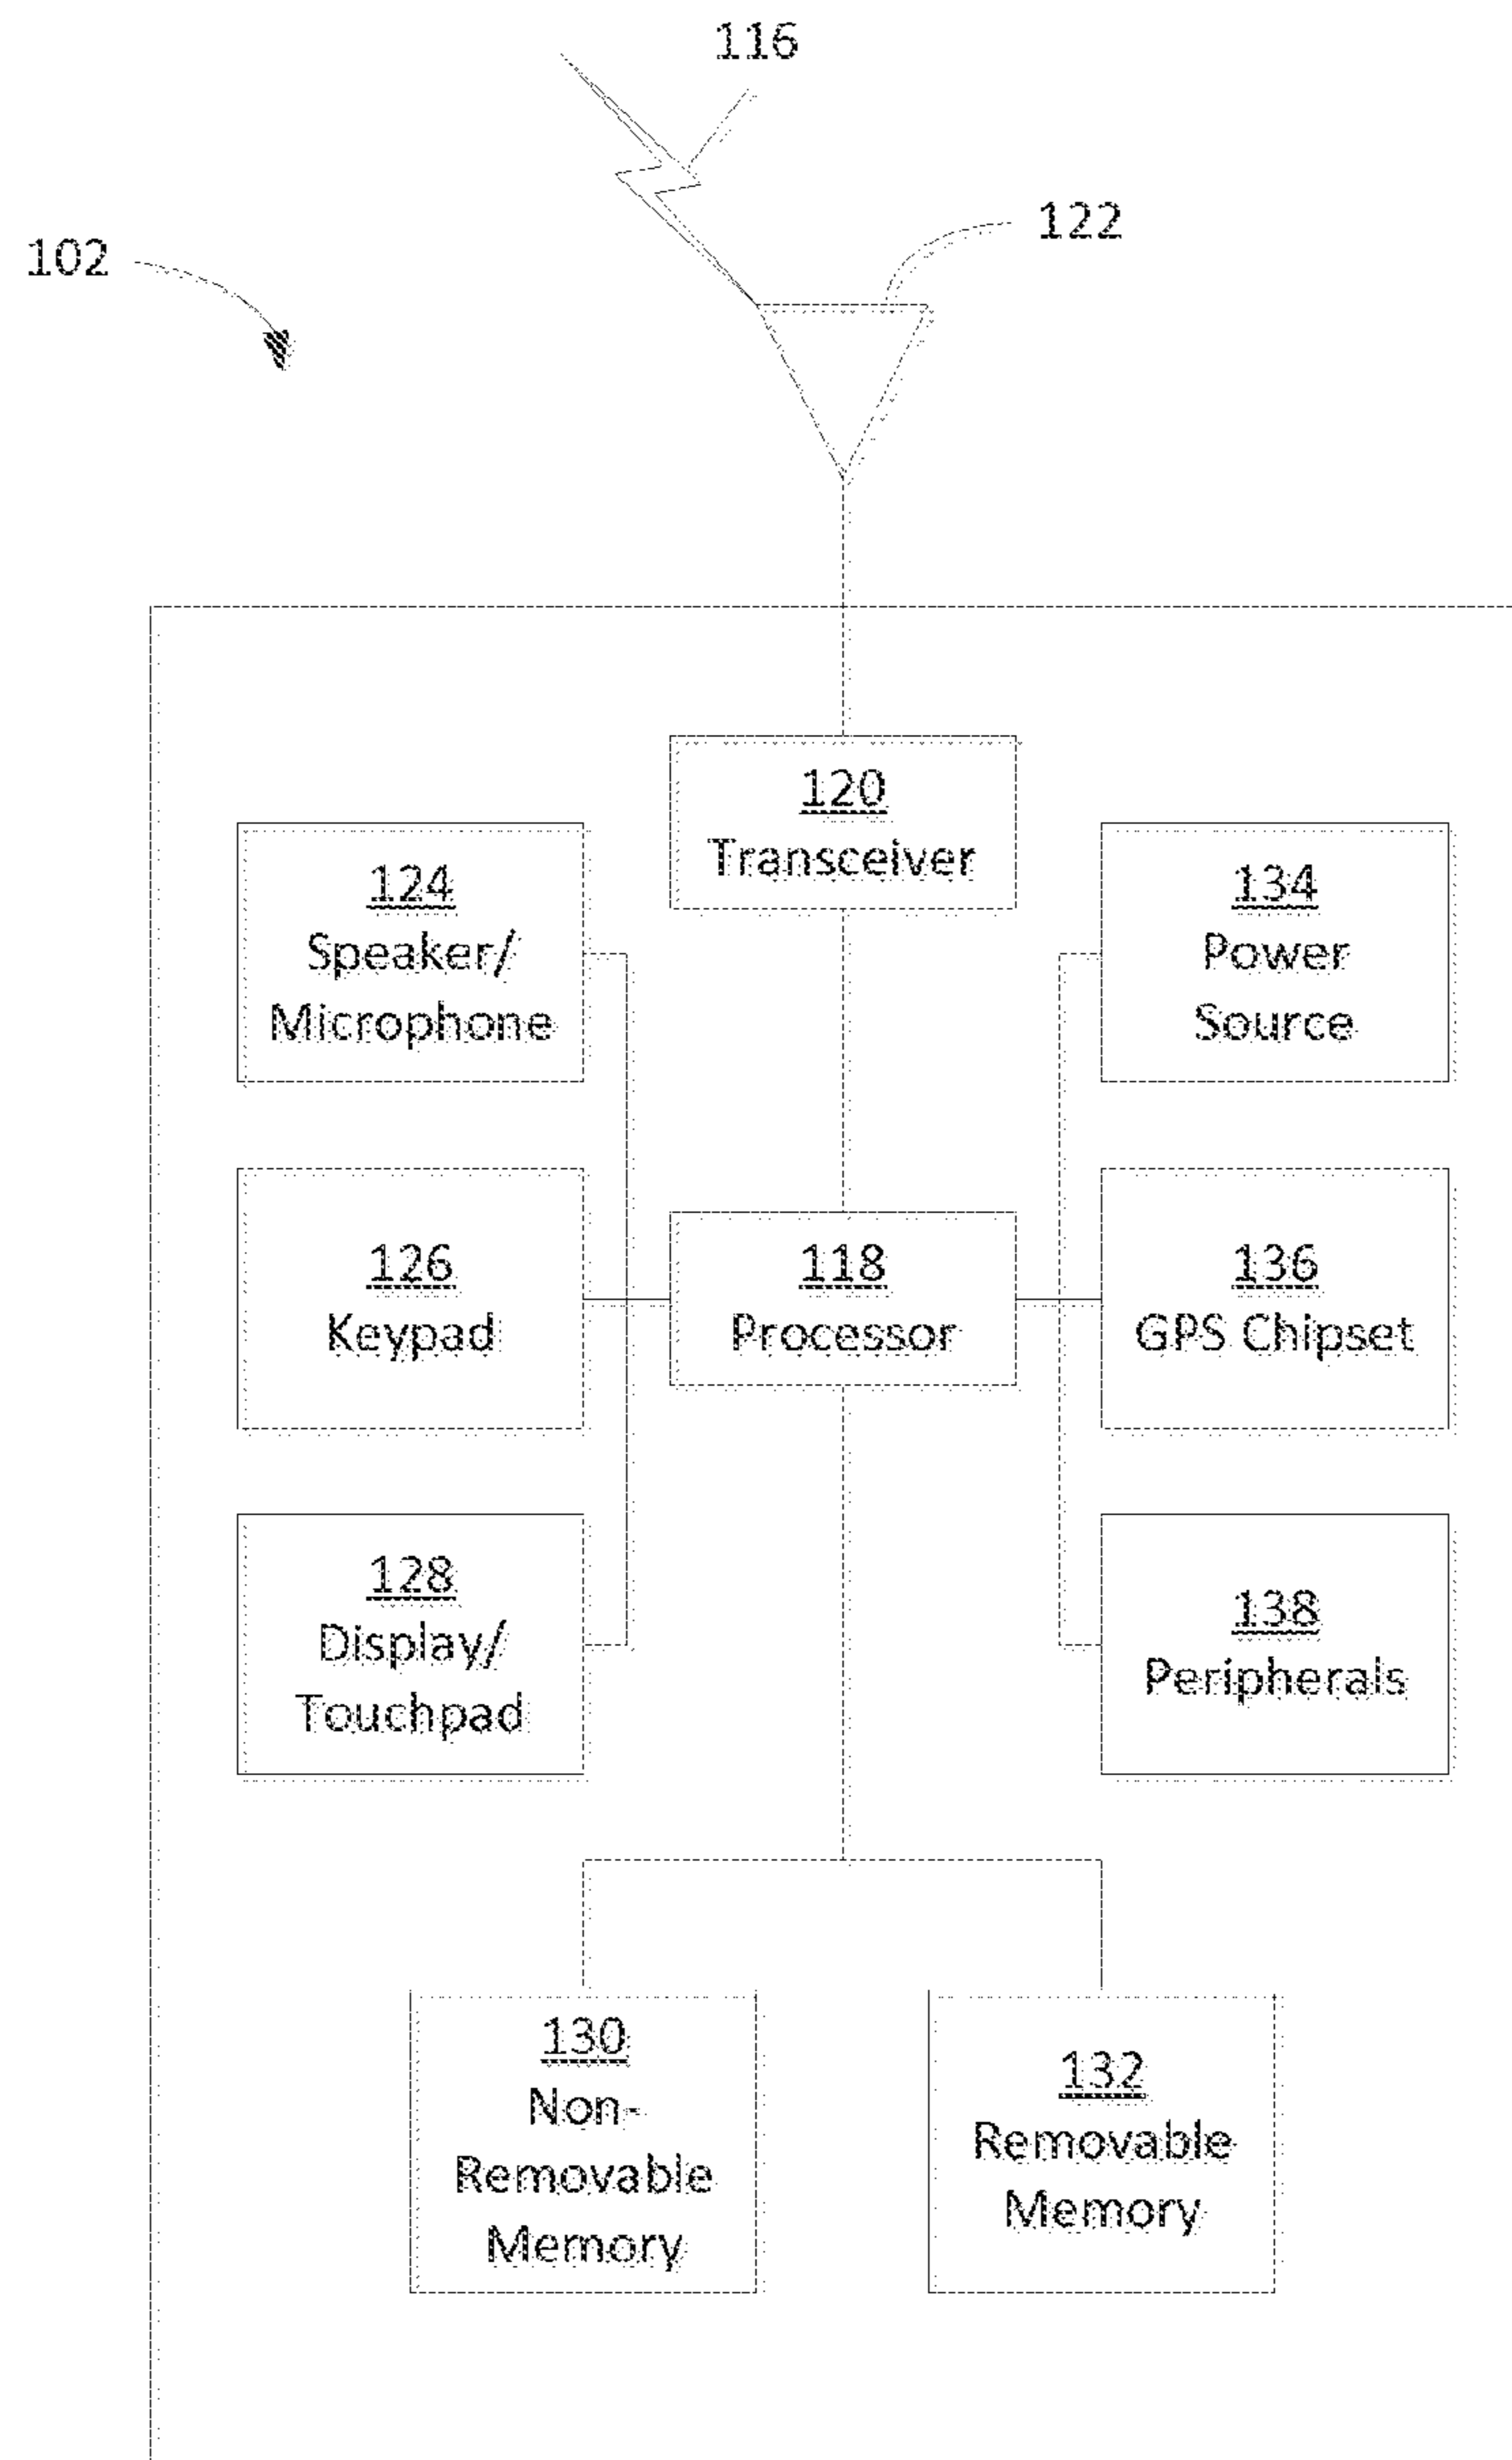 116
122
102
120
Transceiver
124
Speaker/
Microphone
134
Power
Source
126
Keypad
118
Processor
136
GPS Chipset
128
Display/
Touchpad
138
Peripherals
130
Non-
Removable
Memory
132
Removable
Memory